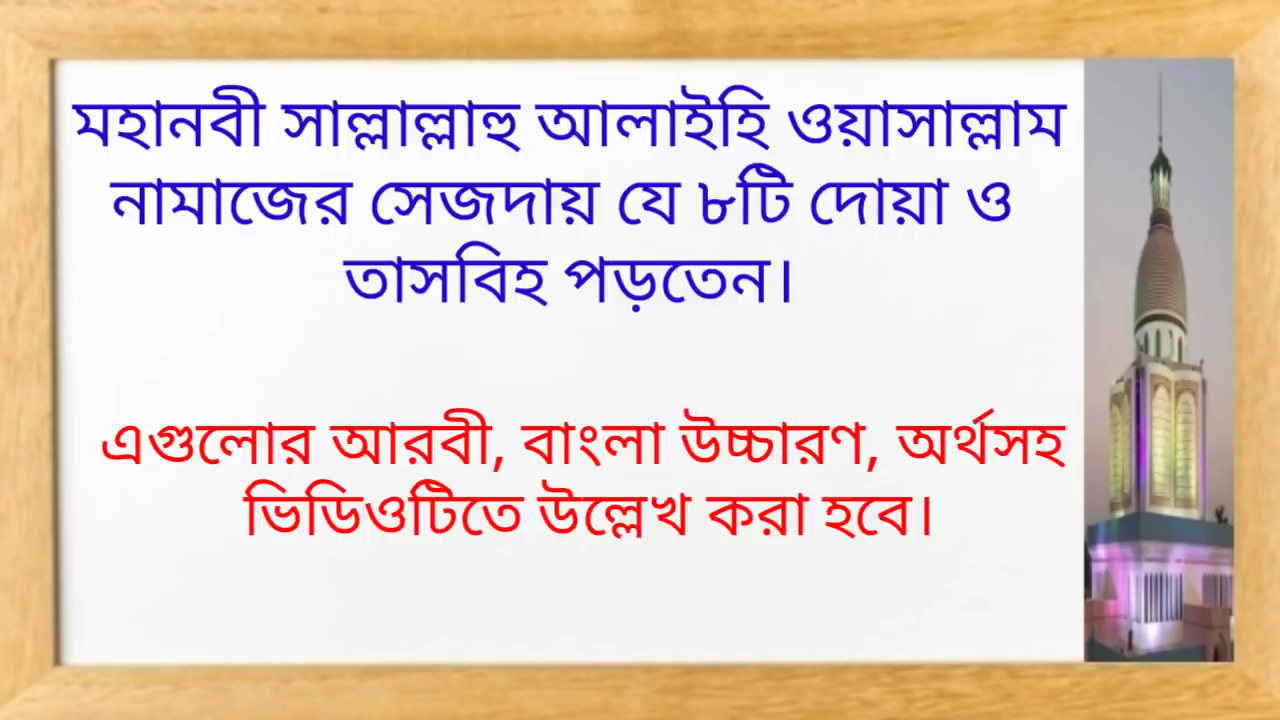 মহানবী সাল্লাল্লাহু আলাইহি ওয়াসাল্লাম
নামাজের সেজদায় যে ৮টি দোয়া ও
তাসবিহ পড়তেন।
এগুলোর আরবী, বাংলা উচ্চারণ, অর্থসহ
ভিডিওটিতে উল্লেখ করা হবে।